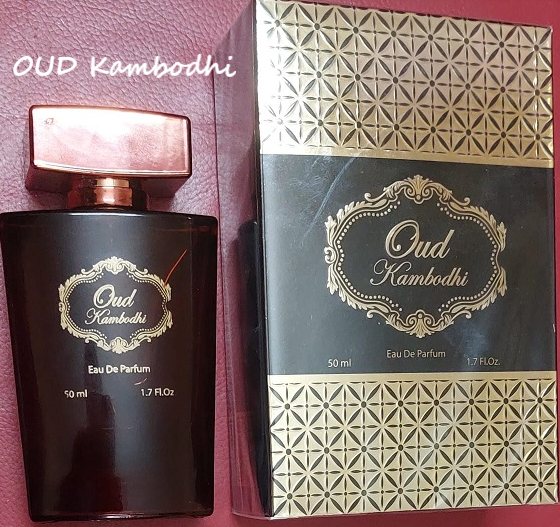 OUD Kambodhi
Oud
Kambodhi
Eau De Parfum
50 ml 1.7 Fl.Oz
Oud
Kambodhi
Eau De Parfum
50 ml 1.7 Fl.Oz.